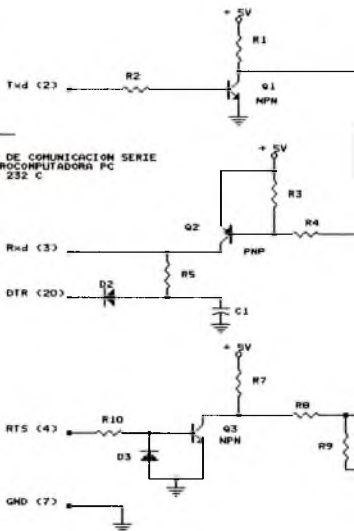 + 5V
R1
R2
Txd (2)
Q1
NPN
DE COMUNICACION SERIE
ROCOMPUTADORA PC
232 C
+ 5V
R3
Q2
R4
Rxd (3)
PNP
R5
D2
DTR (20)
C1
+ 5V
R7
R8
R10
RTS (4)
Q3
NPN
R9
D3
GND (7)